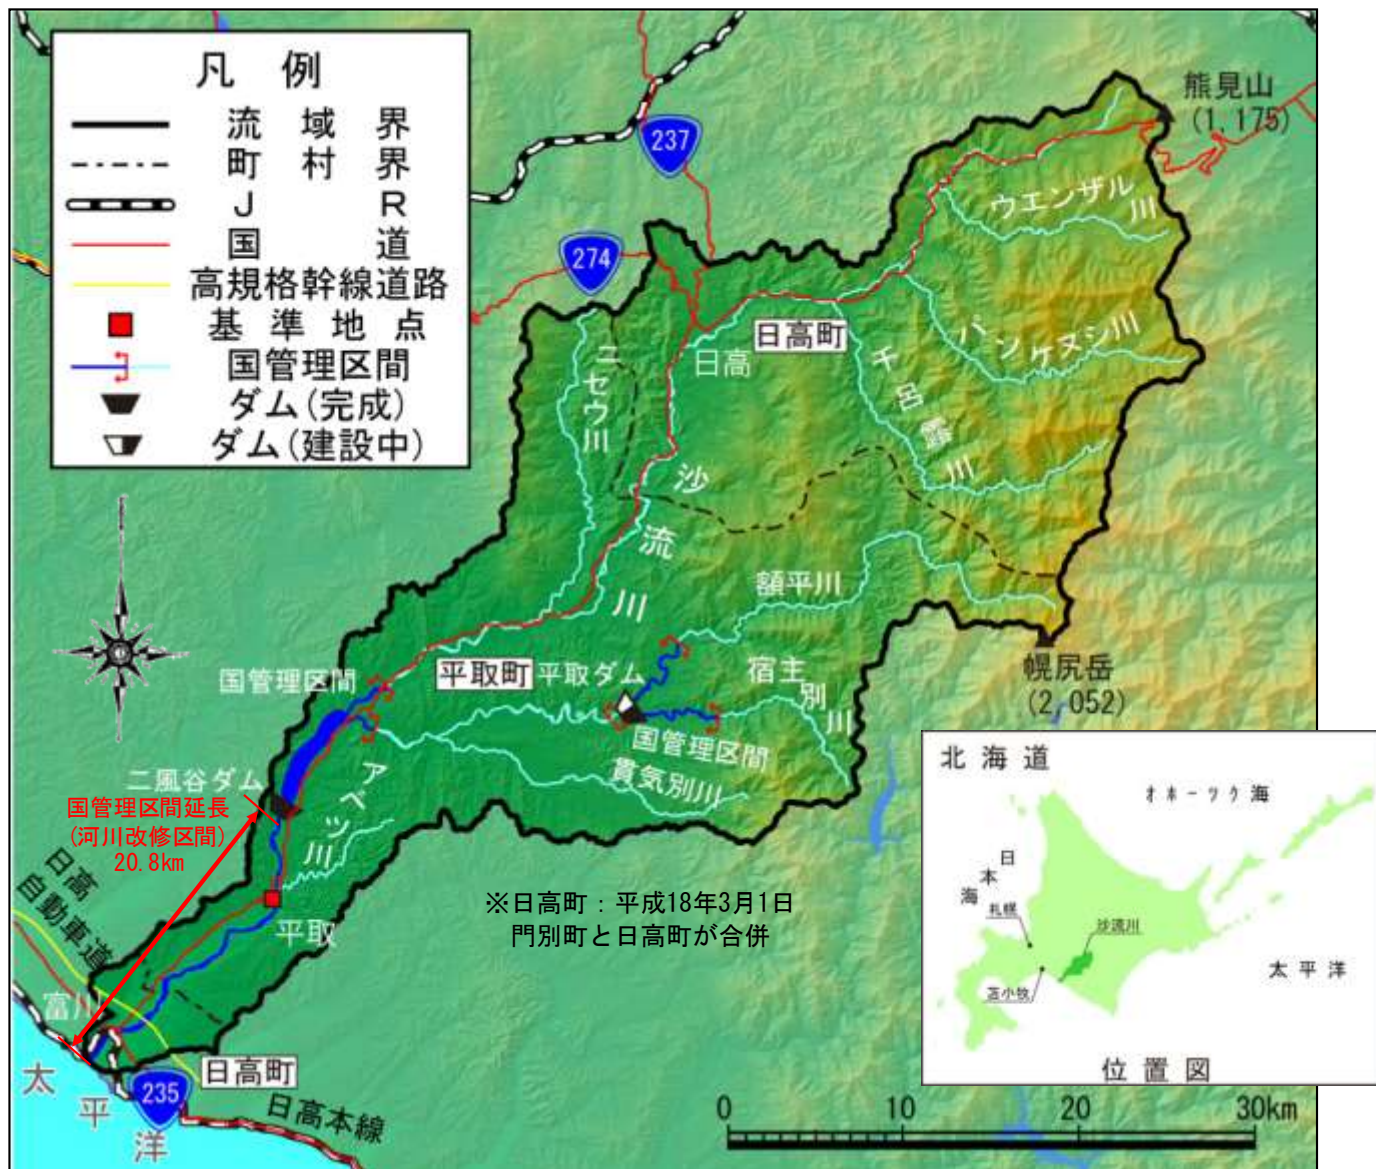 凡例
流域界
町村界
JR
国道
高規格幹線道路
基準地点
国管理区間
ダム(完成)
ダム(建設中)
237
274
熊見山
(1,175)
ウエンザル川
パンケヌシ川
日高町
日高
千呂露川
ニセウ川
沙流川
額平川
幌尻岳
(2,052)
宿主別川
平取町
平取ダム
国管理区間
国管理区間
貫気別川
アベツ川
二風谷ダム
国管理区間延長
(河川改修区間)
20.8km
日高
自動車道
平取
富川
※日高町：平成18年3月1日
門別町と日高町が合併
日高町
235
日高本線
太平洋
0 10 20 30km
北海道
オホーツク海
日本海
札幌
沙流川
苫小牧
太平洋
位置図